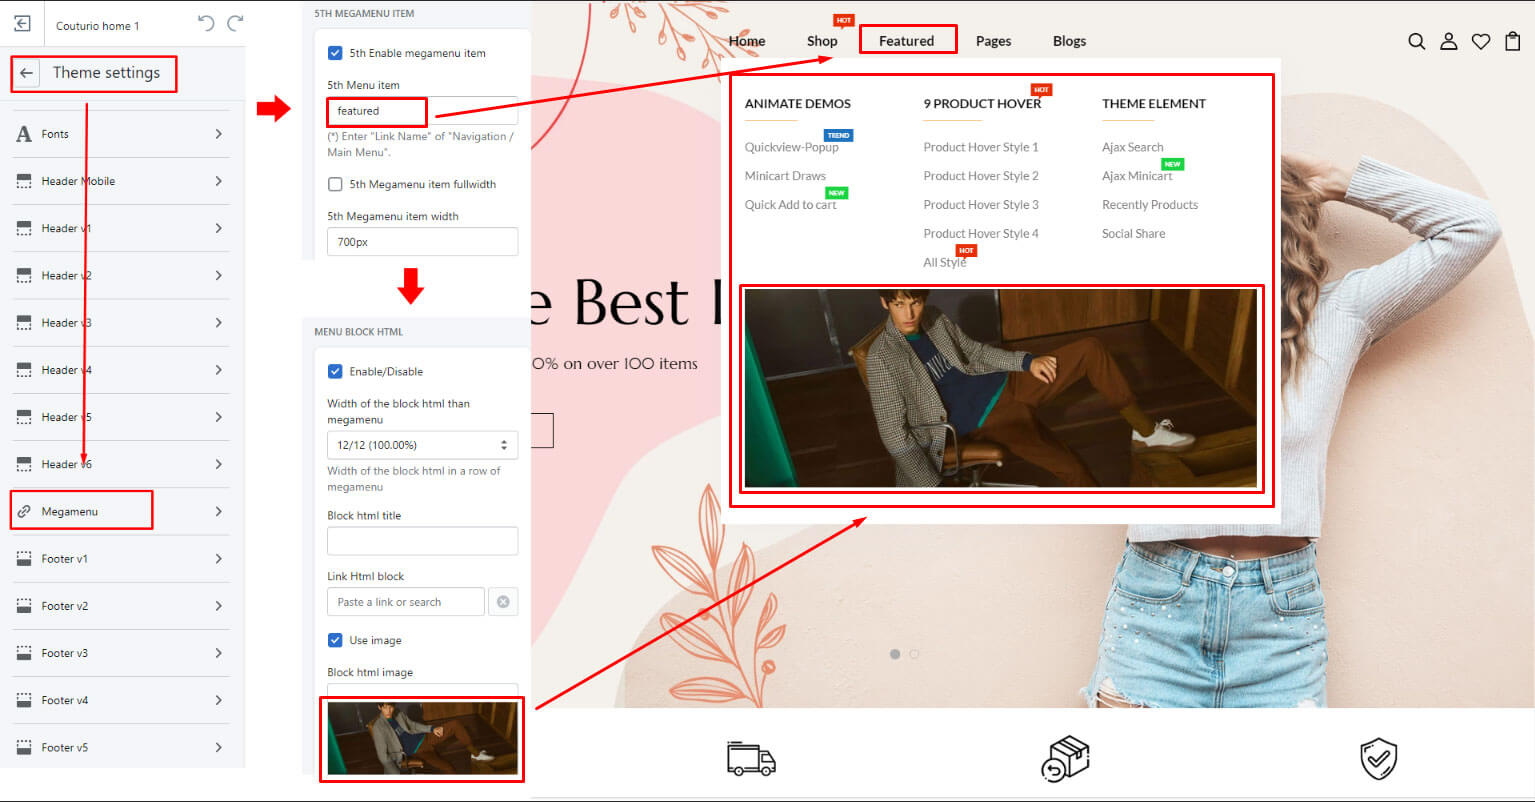 Couturio home 1
Theme settings
Fonts
Header Mobile
Header v1
Header v2
Header v3
Header v4
Header v5
Header v6
Megamenu
Footer v1
Footer v2
Footer v3
Footer v4
Footer v5
5TH MEGAMENU ITEM
5th Enable megamenu item
5th Menu item
featured
(*) Enter "Link Name" of "Navigation /
Main Menu".
5th Megamenu item fullwidth
5th Megamenu item width
700px
MENU BLOCK HTML
Enable/Disable
Width of the block html than
megamenu
12/12 (100.00%)
Width of the block html in a row of
megamenu
Block html title
Link Html block
Paste a link or search
Use image
Block html image
HOT
Home Shop Featured Pages Blogs
HOT
ANIMATE DEMOS
TREND
Quickview-Popup
Minicart Draws
NEW
Quick Add to cart
9 PRODUCT HOVER
Product Hover Style 1
Product Hover Style 2
Product Hover Style 3
Product Hover Style 4
HOT
All Style
THEME ELEMENT
Ajax Search
NEW
Ajax Minicart
Recently Products
Social Share
e Best
0% on over 100 items